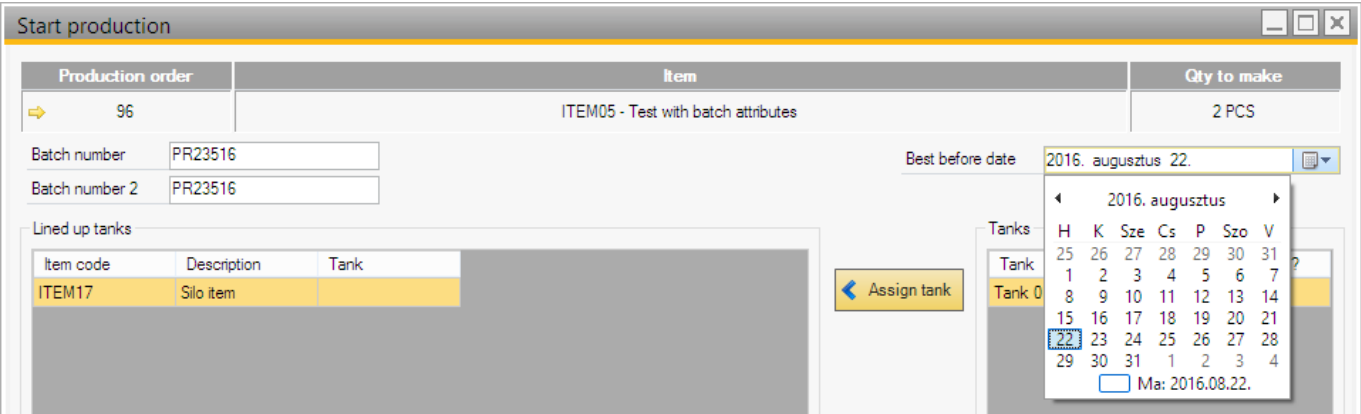 Start production
Production order Item Qty to make
96 ITEM05 - Test with batch attributes 2 PCS
Batch number PR23516 Best before date 2016. augusztus 22.
Batch number 2 PR23516
2016. augusztus
Lined up tanks Tanks
H K Sze Cs P Szo V
Item code Description Tank Tank ?
25 26 27 28 29 30 31
1 2 3 4 5 6 7
ITEM17 Silo item Assign tank Tank 0
8 9 10 11 12 13 14
15 16 17 18 19 20 21
22 23 24 25 26 27 28
29 30 31 1 2 3 4
Ma: 2016.08.22.